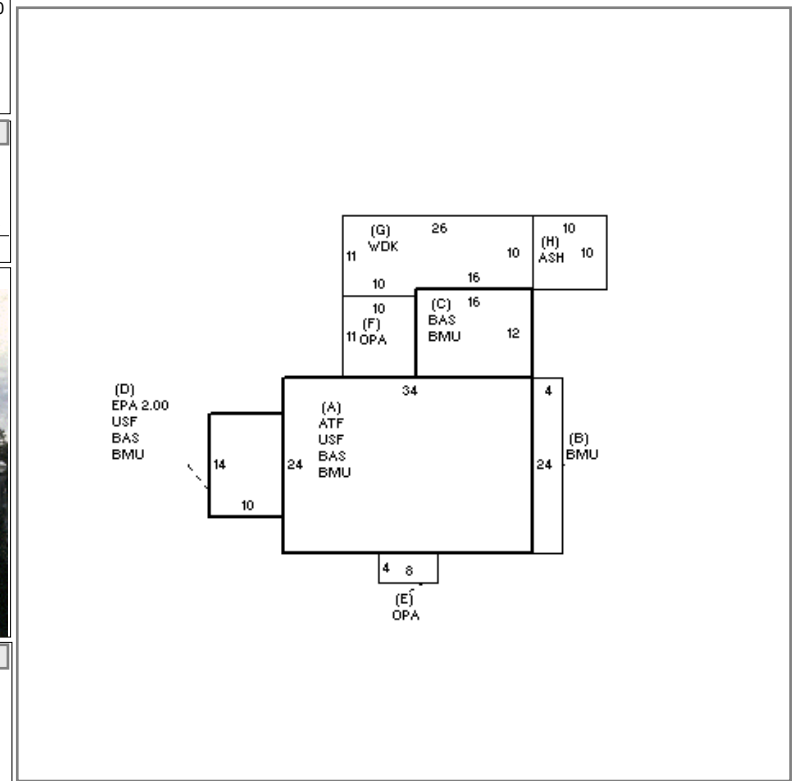 (G) 26
WDK
11 10
10 16
10
(H)
ASH 10
10
(F)
11 OPA
(C) 16
BAS
BMU 12
34
(A)
ATF
USF
BAS
BMU
24
4
24
(B)
BMU
(D)
EPA 2.00
USF
BAS
BMU
14
10
4 8
(E)
OPA